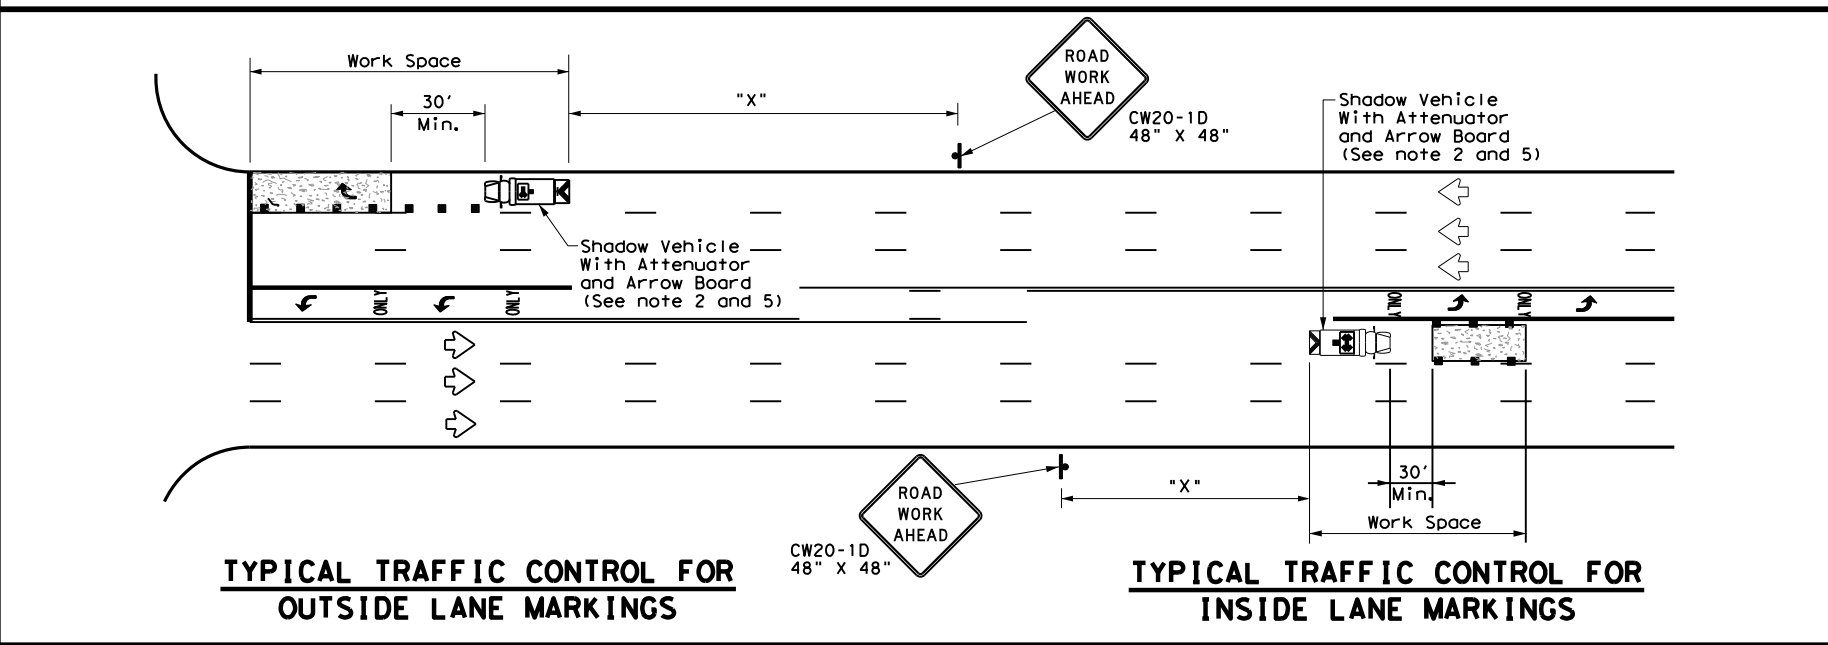 Work Space
30'
Min.
"X"
ROAD
WORK
AHEAD
CW20-1D
48" X 48"
Shadow Vehicle
With Attenuator
and Arrow Board
(See note 2 and 5)
Shadow Vehicle
With Attenuator
and Arrow Board
(See note 2 and 5)
ONLY
ONLY
ONLY
ONLY
ROAD
WORK
AHEAD
CW20-1D
48" X 48"
"X"
30'
Min.
Work Space
TYPICAL TRAFFIC CONTROL FOR
OUTSIDE LANE MARKINGS
TYPICAL TRAFFIC CONTROL FOR
INSIDE LANE MARKINGS